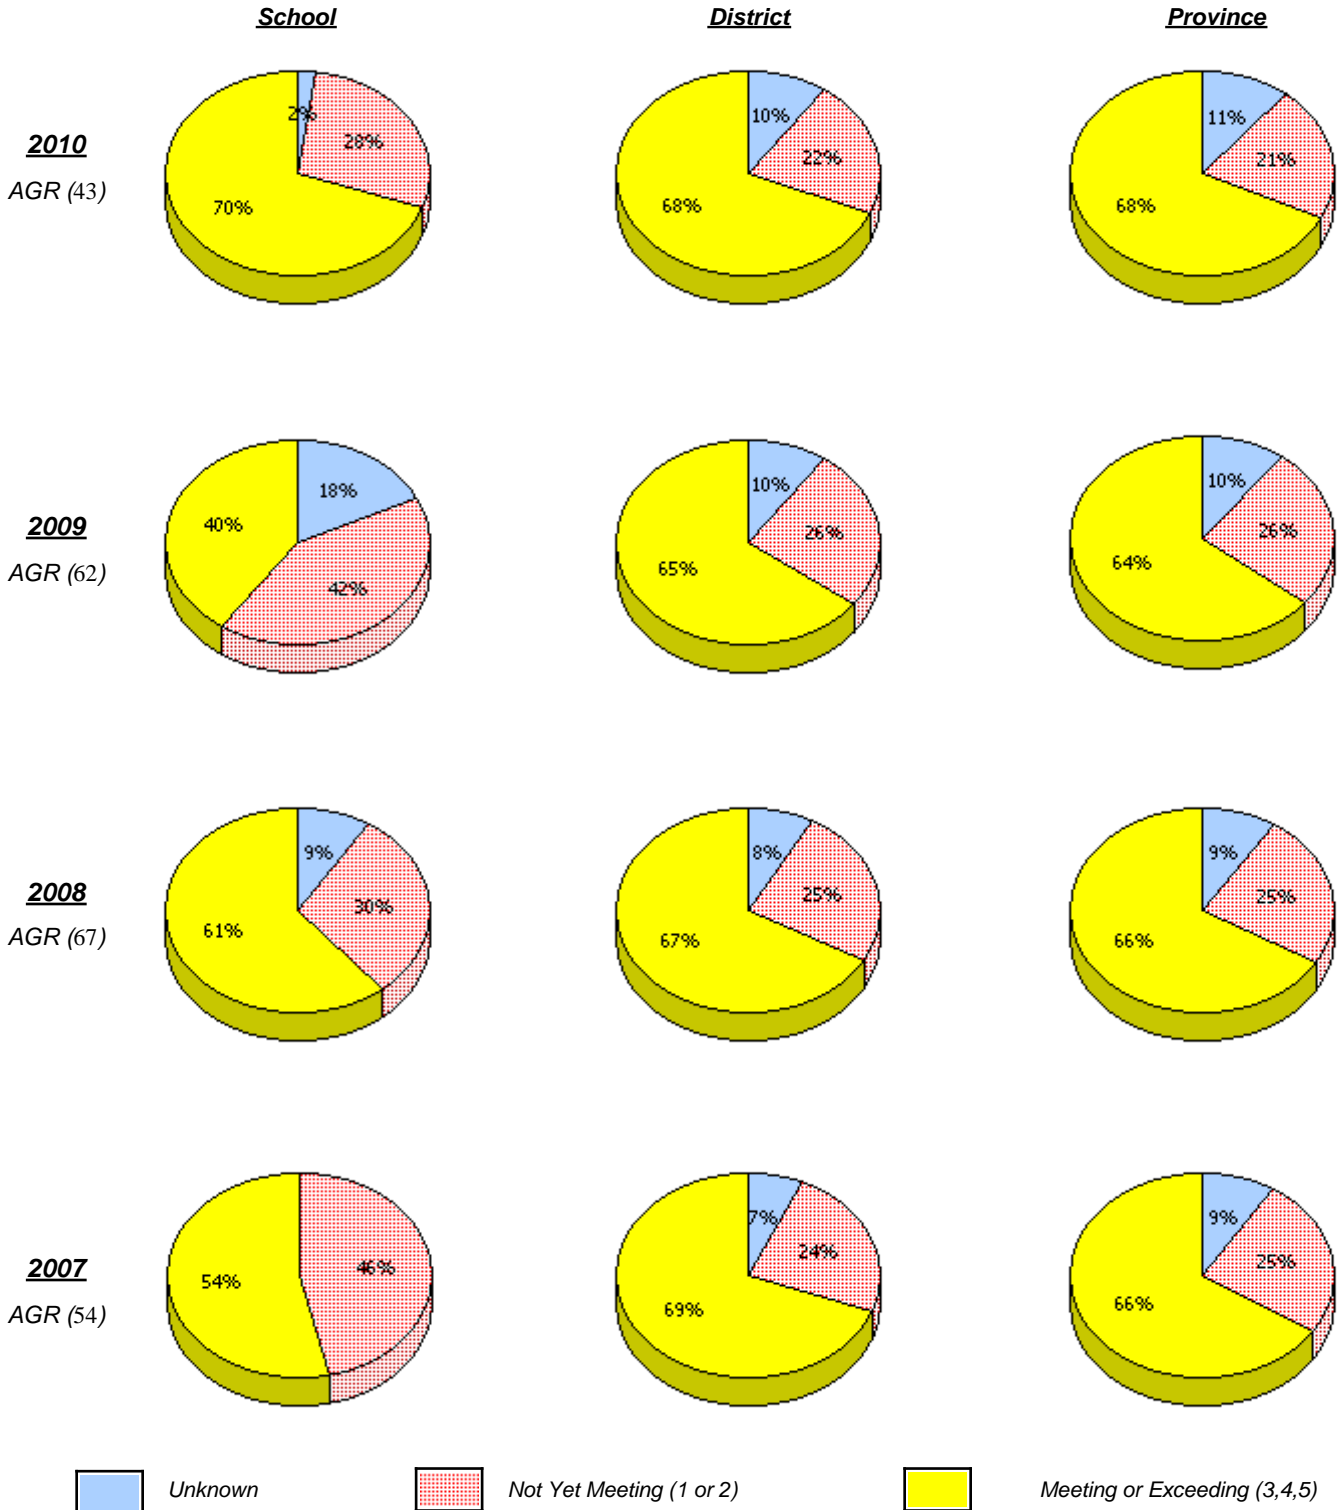 School District Province
2010
AGR (43)
2% 28% 70%
10% 22% 68%
11% 21% 68%
2009
AGR (62)
18% 42% 40%
10% 26% 65%
10% 26% 64%
2008
AGR (67)
9% 30% 61%
8% 25% 67%
9% 25% 66%
2007
AGR (54)
46% 54%
7% 24% 69%
9% 25% 66%
Unknown Not Yet Meeting (1 or 2) Meeting or Exceeding (3,4,5)